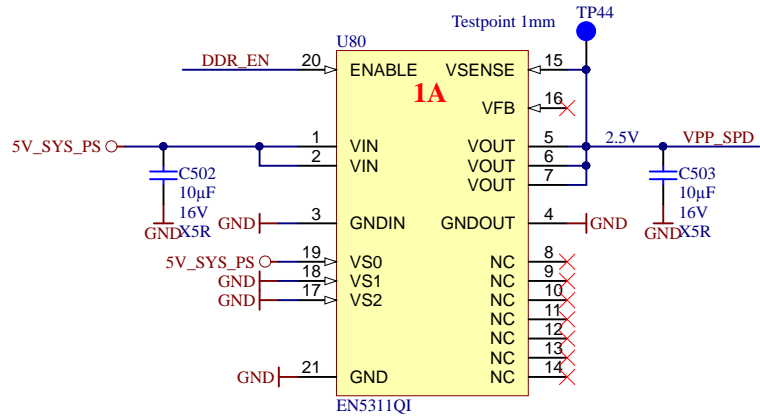 Testpoint 1mm
TP44
U80
DDR_EN
20
ENABLE
VSENSE
15
1A
VFB
16
5V_SYS_PS
1
VIN
VOUT
5
2.5V
VPP_SPD
2
VIN
VOUT
6
VOUT
7
C502
10µF
16V
X5R
GND
C503
10µF
16V
X5R
GND
GND
3
GNDIN
GNDOUT
4
GND
5V_SYS_PS
19
VS0
NC
8
GND
18
VS1
NC
9
GND
17
VS2
NC
10
NC
11
NC
12
NC
13
GND
21
GND
NC
14
EN5311QI